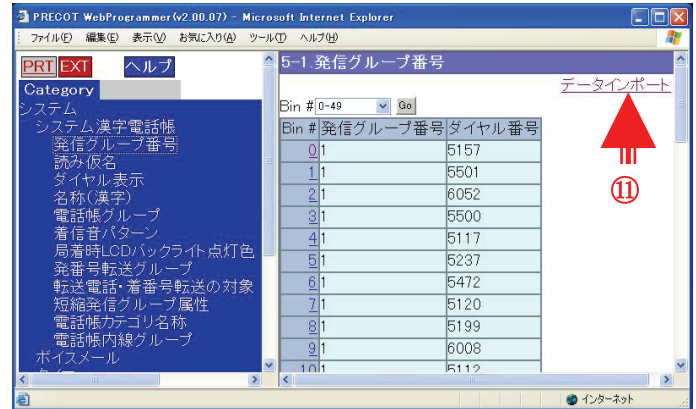 PRECOT WebProgrammer(v2.00.07) - Microsoft Internet Explorer
ファイル(F) 編集(E) 表示(V) お気に入り(A) ツール(T) ヘルプ(H)
PRT EXT ヘルプ
Category
システム
システム漢字電話帳
発信グループ番号
読み仮名
ダイヤル表示
名称(漢字)
電話帳グループ
着信音パターン
局着時LCDバックライト点灯色
発番号転送グループ
転送電話・着番号転送の対象
短縮発信グループ属性
電話帳カテゴリ名称
電話帳内線グループ
ボイスメール
5-1.発信グループ番号
データインポート
Bin # 0-49 Go
Bin # 発信グループ番号 ダイヤル番号
0 1 5157
1 1 5501
2 1 6052
3 1 5500
4 1 5117
5 1 5237
6 1 5472
7 1 5120
8 1 5199
9 1 6008
10 1 5112
⑪
インターネット